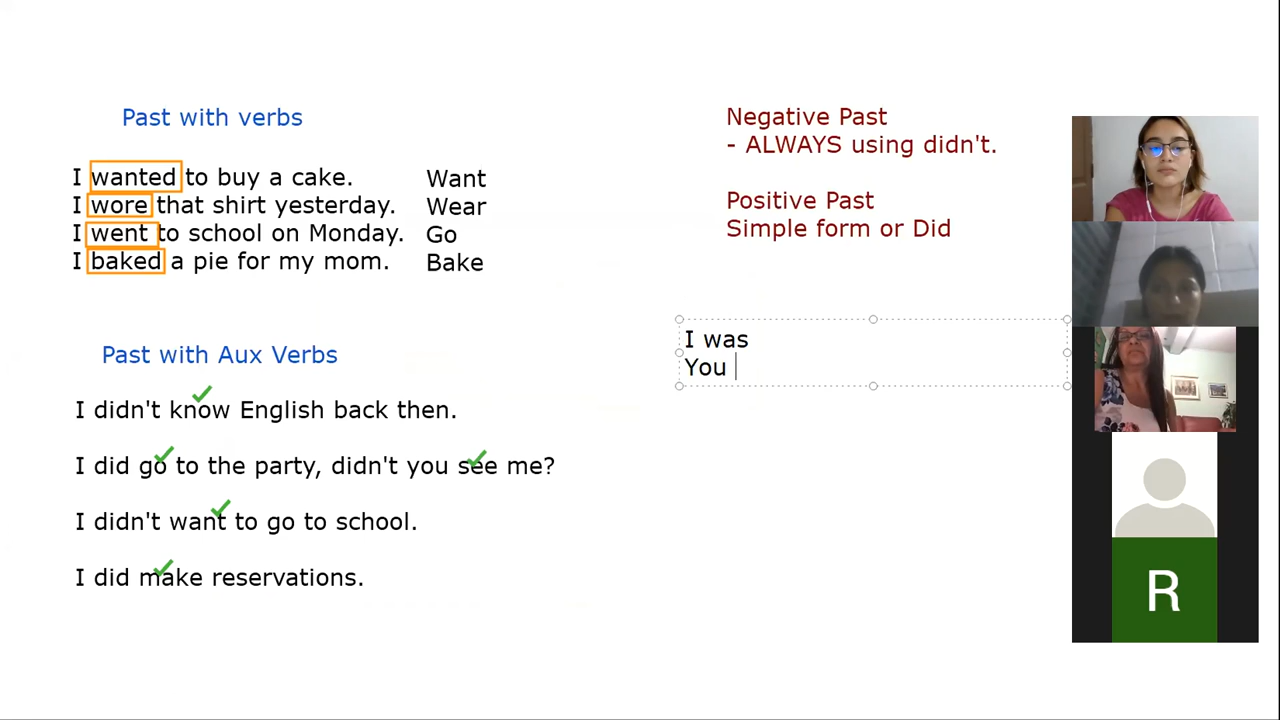 Past with verbs
I wanted to buy a cake. Want
I wore that shirt yesterday. Wear
I went to school on Monday. Go
I baked a pie for my mom. Bake
Past with Aux Verbs
I didn't know English back then.
I did go to the party, didn't you see me?
I didn't want to go to school.
I did make reservations.
Negative Past
- ALWAYS using didn't.
Positive Past
Simple form or Did
I was
You
R